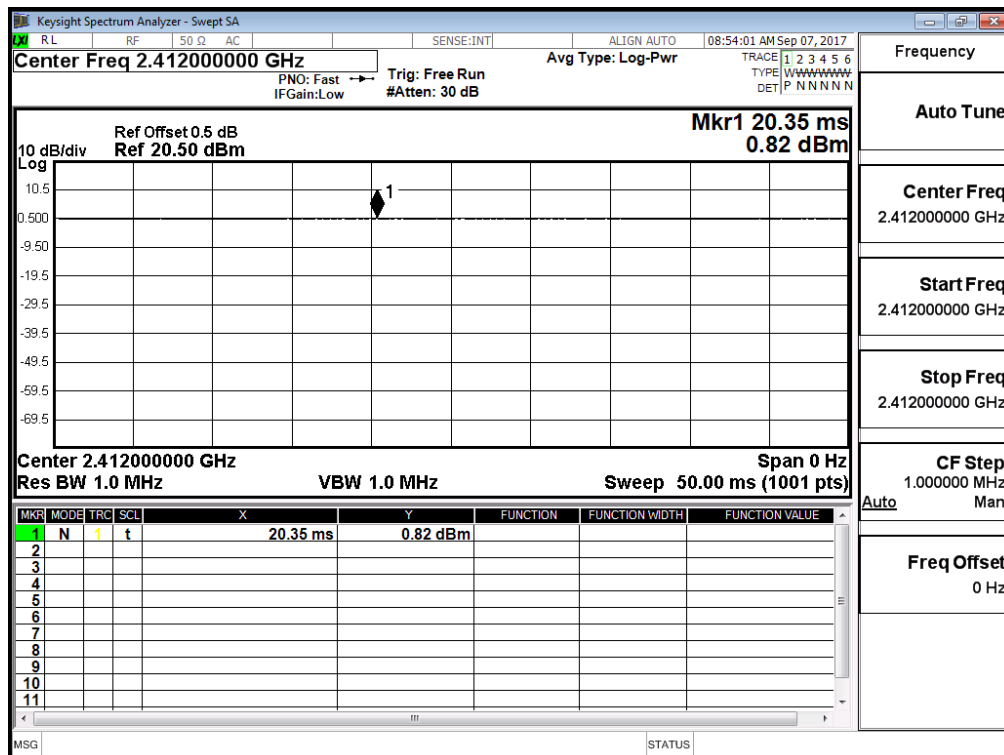 Keysight Spectrum Analyzer - Swept SA
LXI RL RF 50 Ω AC SENSE:INT ALIGN AUTO 08:54:01 AM Sep 07, 2017
Center Freq 2.412000000 GHz
PNO: Fast
IFGain:Low
Trig: Free Run
#Atten: 30 dB
Avg Type: Log-Pwr
TRACE 1 2 3 4 5 6
TYPE WWWWWW
DET P N N N N N
Ref Offset 0.5 dB
Ref 20.50 dBm
10 dB/div
Log
Mkr1 20.35 ms
0.82 dBm
10.5
1
0.500
-9.50
-19.5
-29.5
-39.5
-49.5
-59.5
-69.5
Center 2.412000000 GHz Span 0 Hz
Res BW 1.0 MHz VBW 1.0 MHz Sweep 50.00 ms (1001 pts)
MKR MODE TRC SCL X Y FUNCTION FUNCTION WIDTH FUNCTION VALUE
1 N 1 t 20.35 ms 0.82 dBm
2
3
4
5
6
7
8
9
10
11
MSG STATUS
Frequency
Auto Tune
Center Freq
2.412000000 GHz
Start Freq
2.412000000 GHz
Stop Freq
2.412000000 GHz
CF Step
1.000000 MHz
Auto Man
Freq Offset
0 Hz